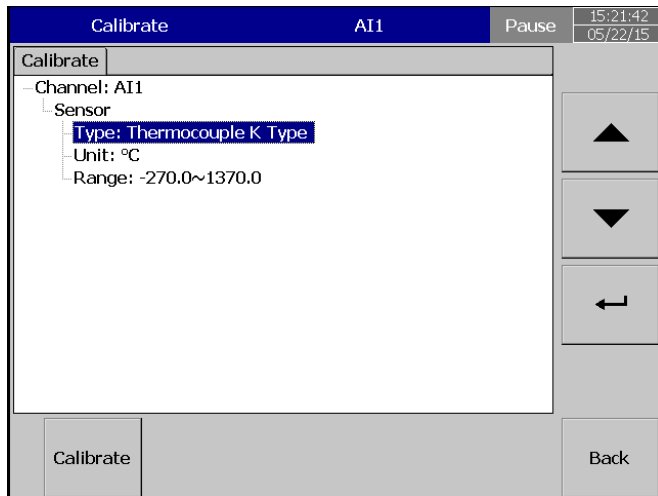 Calibrate AI1 Pause 15:21:42
05/22/15
Calibrate
Channel: AI1
Sensor
Type: Thermocouple K Type
Unit: °C
Range: -270.0~1370.0
Calibrate Back